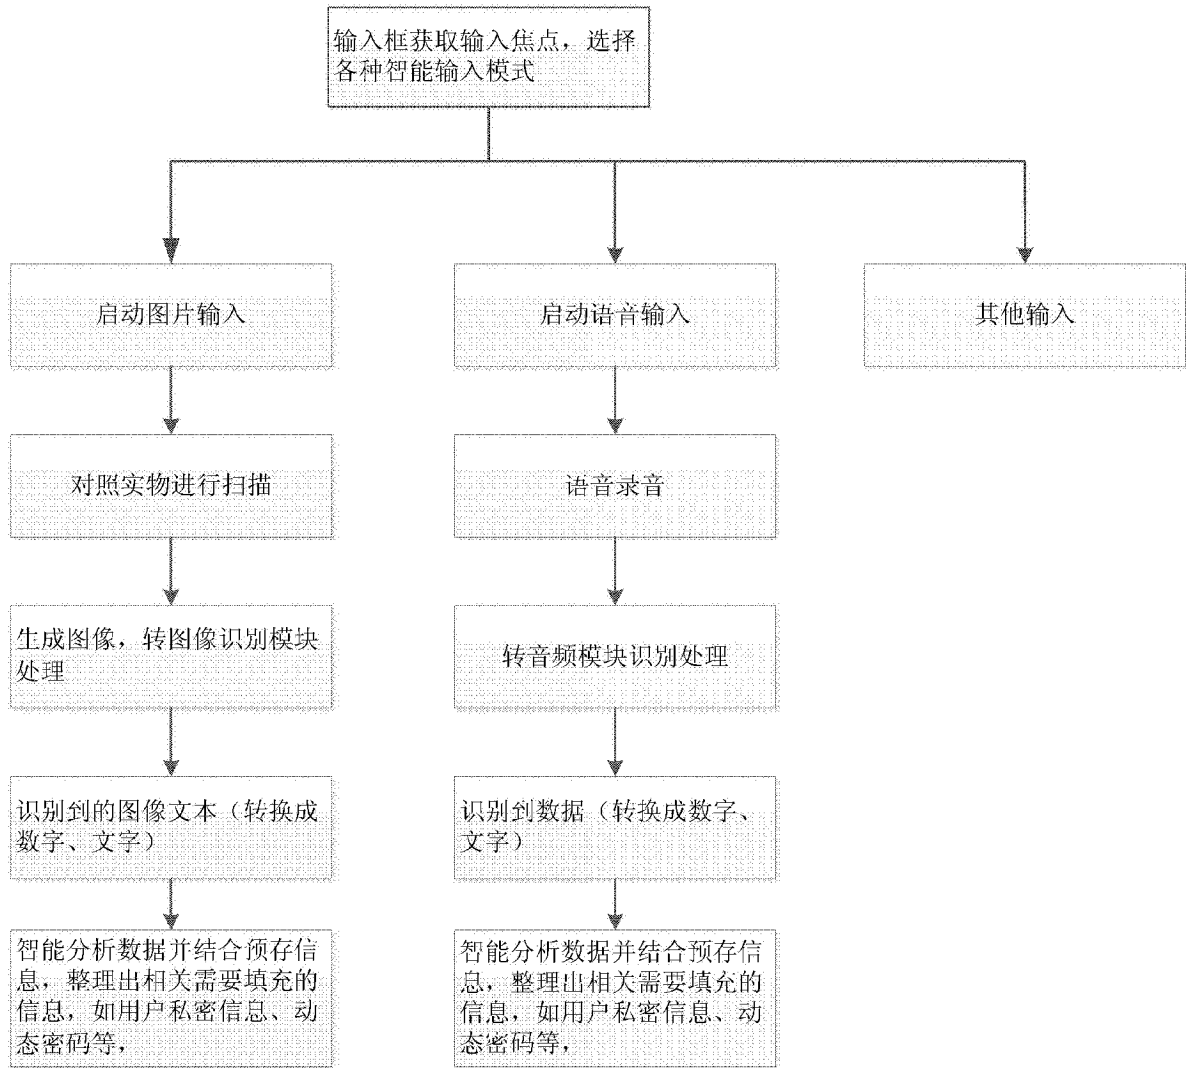 输入框获取输入焦点，选择
各种智能输入模式
启动图片输入
启动语音输入
其他输入
对照实物进行扫描
语音录音
生成图像，转图像识别模块
处理
转音频模块识别处理
识别到的图像文本（转换成
数字、文字）
识别到数据（转换成数字、
文字）
智能分析数据并结合预存信
息，整理出相关需要填充的
信息，如用户私密信息、动
态密码等，
智能分析数据并结合预存信
息，整理出相关需要填充的
信息，如用户私密信息、动
态密码等，